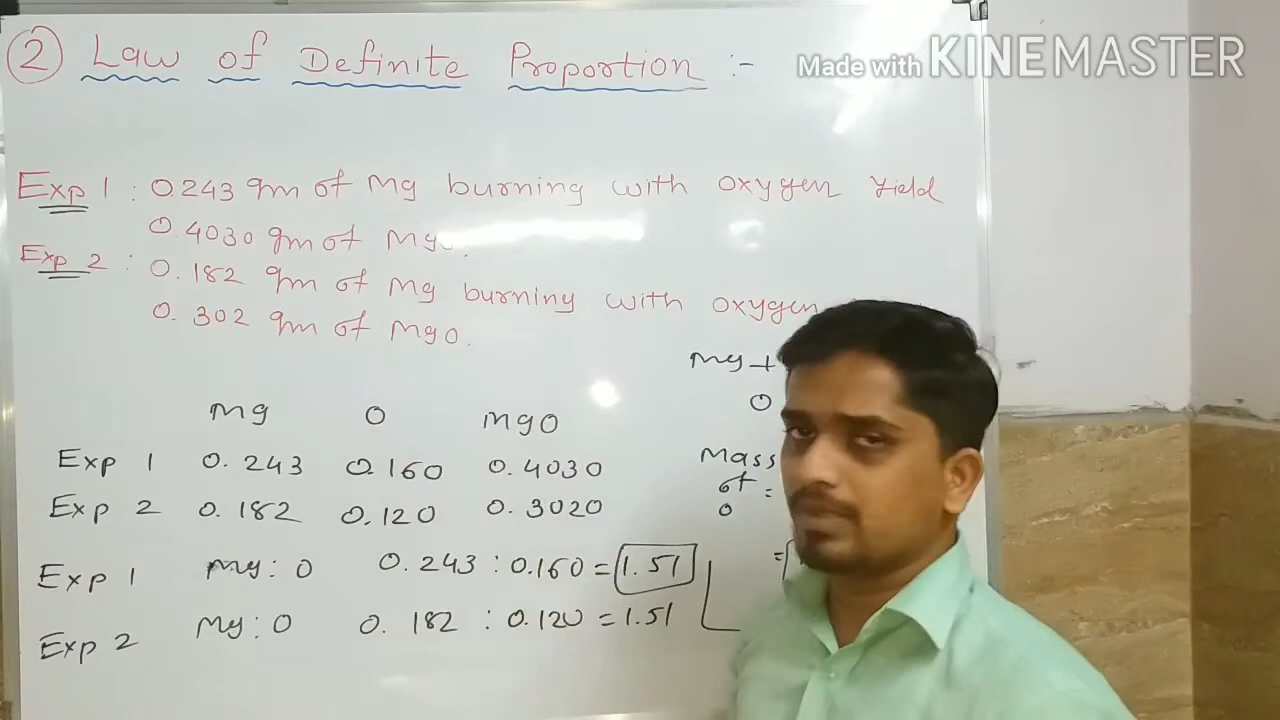 ② Law of Definite Proportion :-
Made with KINEMASTER
Exp 1 : 0.243 gm of Mg burning with oxygen Yield
0.4030 gm of Mg
Exp 2 : 0.182 gm of Mg burning with oxygen
0.302 gm of MgO.
Mg +
O
Mg O MgO
Exp 1 0.243 0.160 0.4030
Exp 2 0.182 0.120 0.3020
Mass
of =
O
Exp 1 Mg : O 0.243 : 0.160 = 1.51
=
Exp 2 Mg : O 0.182 : 0.120 = 1.51